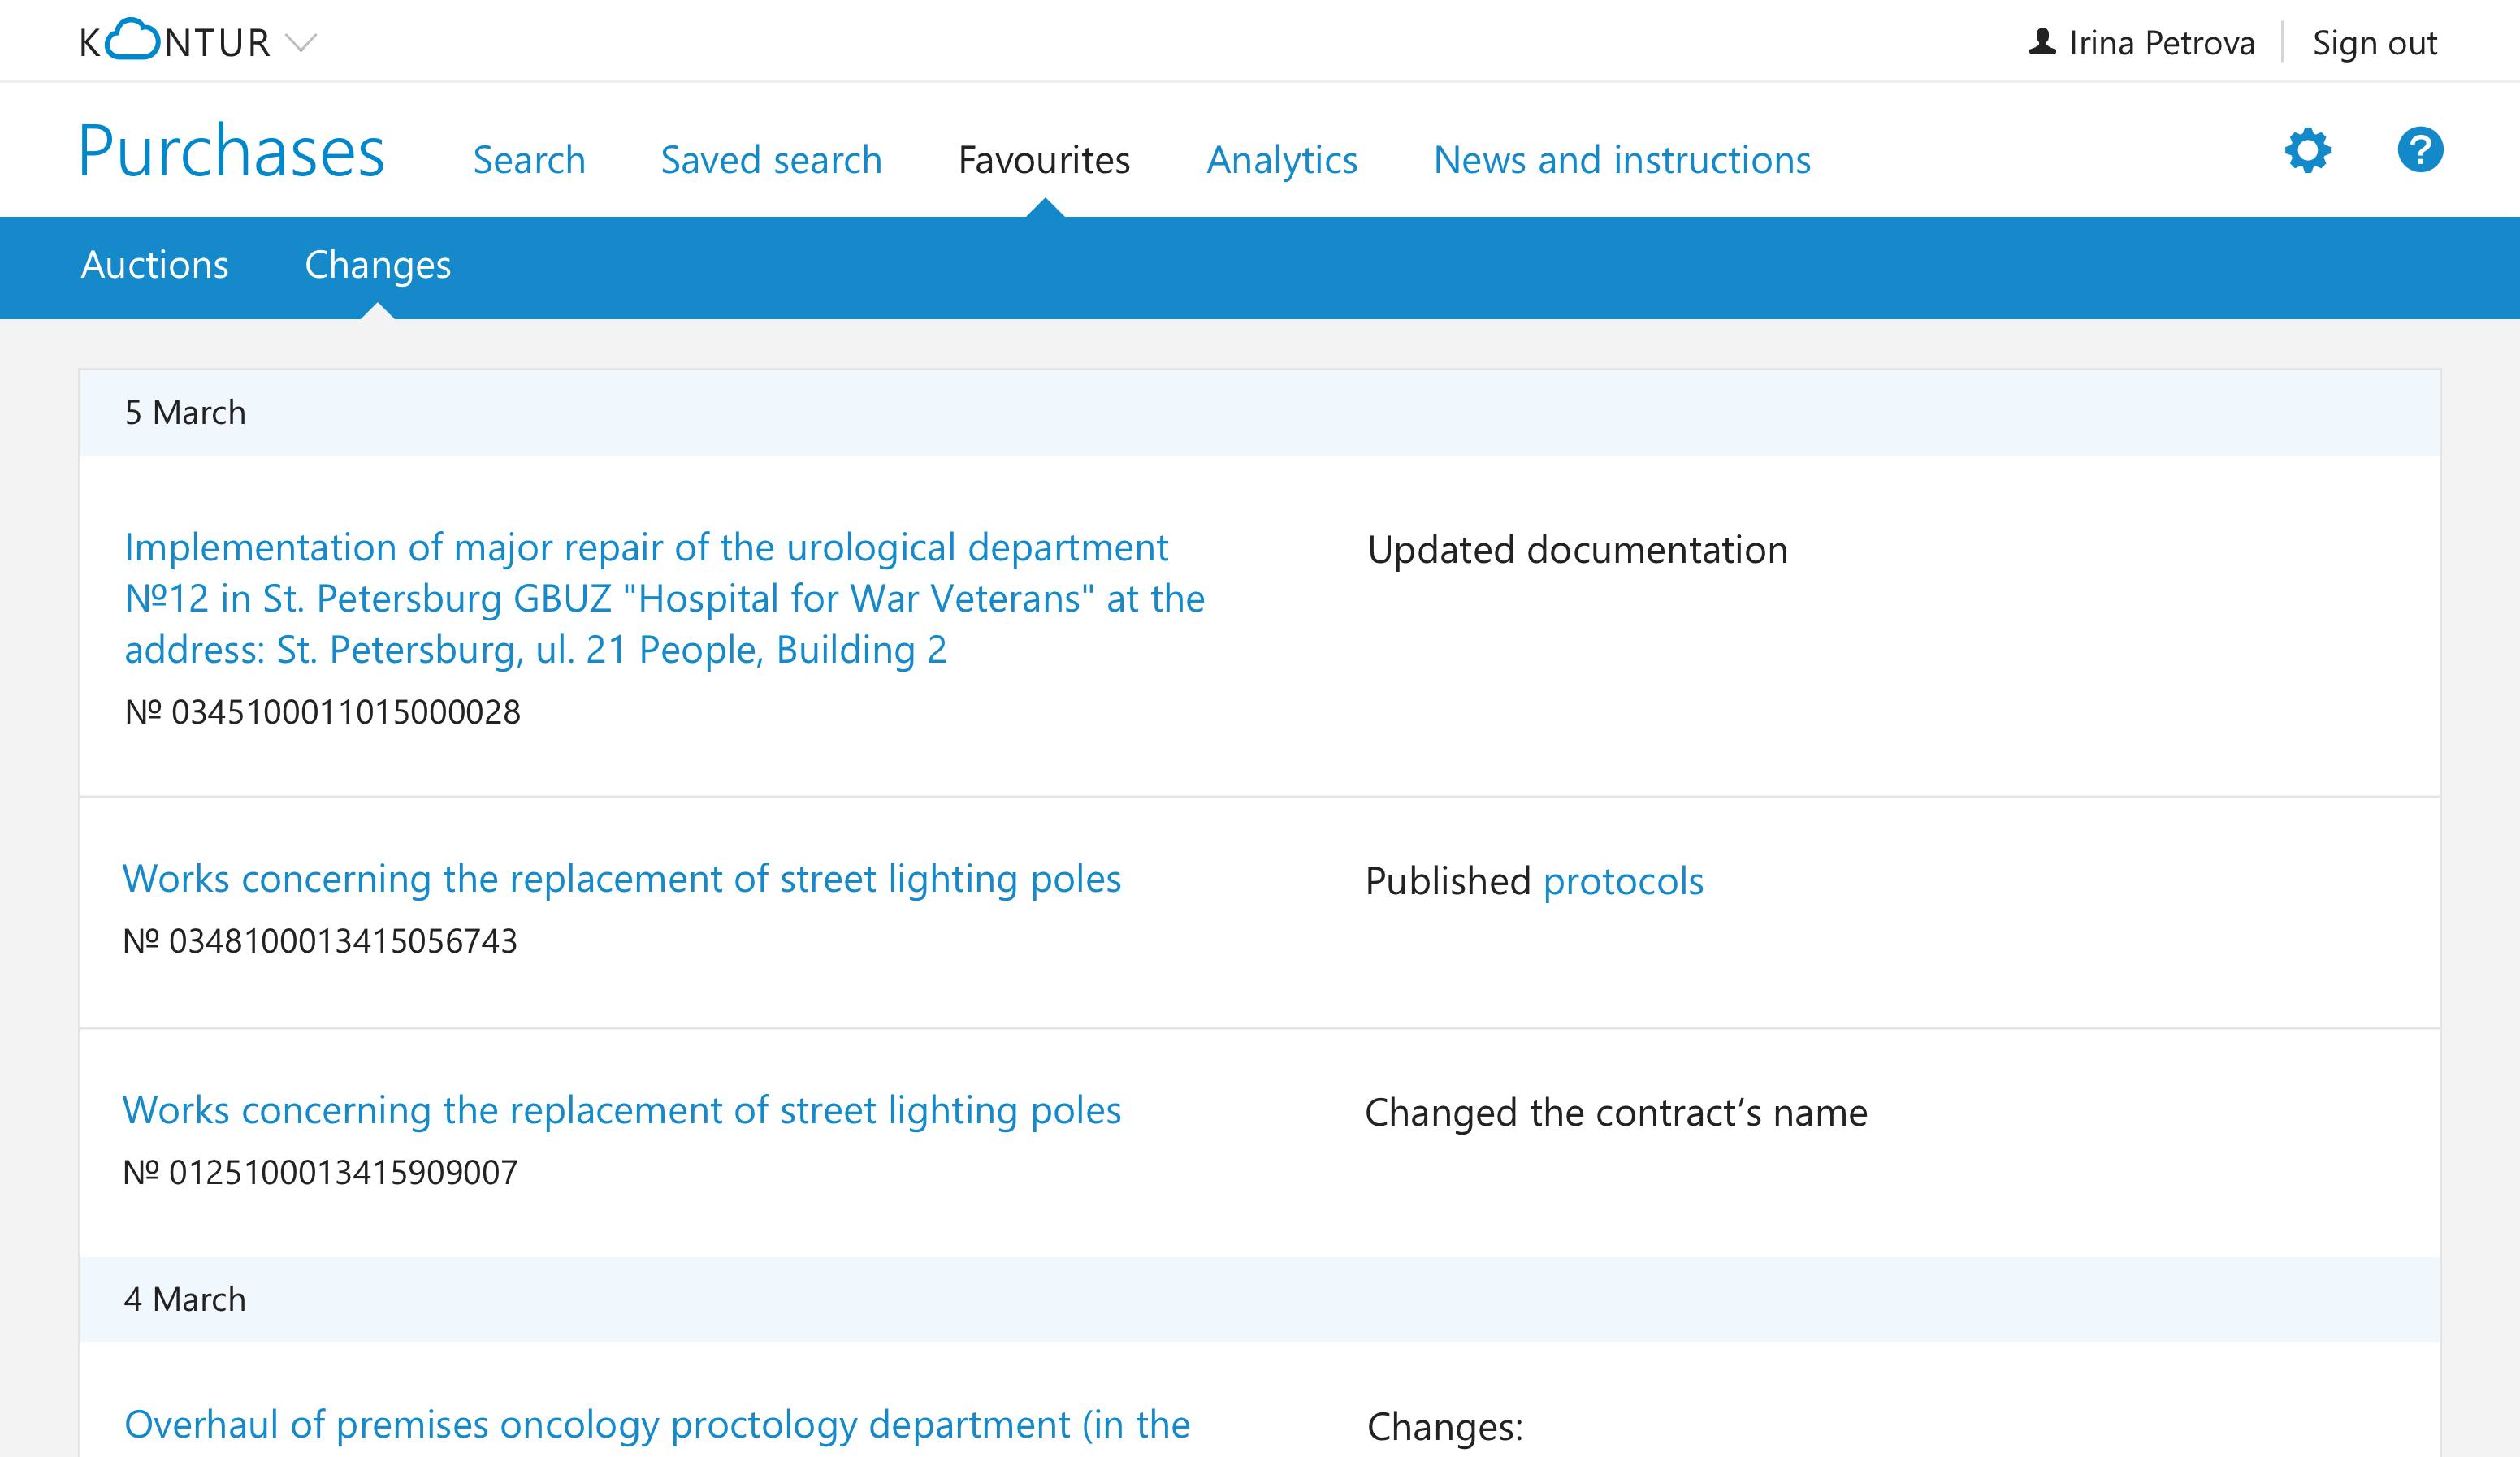 KONTUR
Irina Petrova
Sign out
Purchases
Search
Saved search
Favourites
Analytics
News and instructions
?
Auctions
Changes
5 March
Implementation of major repair of the urological department
№12 in St. Petersburg GBUZ "Hospital for War Veterans" at the
address: St. Petersburg, ul. 21 People, Building 2
№ 0345100011015000028
Updated documentation
Works concerning the replacement of street lighting poles
№ 0348100013415056743
Published protocols
Works concerning the replacement of street lighting poles
№ 0125100013415909007
Changed the contract’s name
4 March
Overhaul of premises oncology proctology department (in the
Changes: